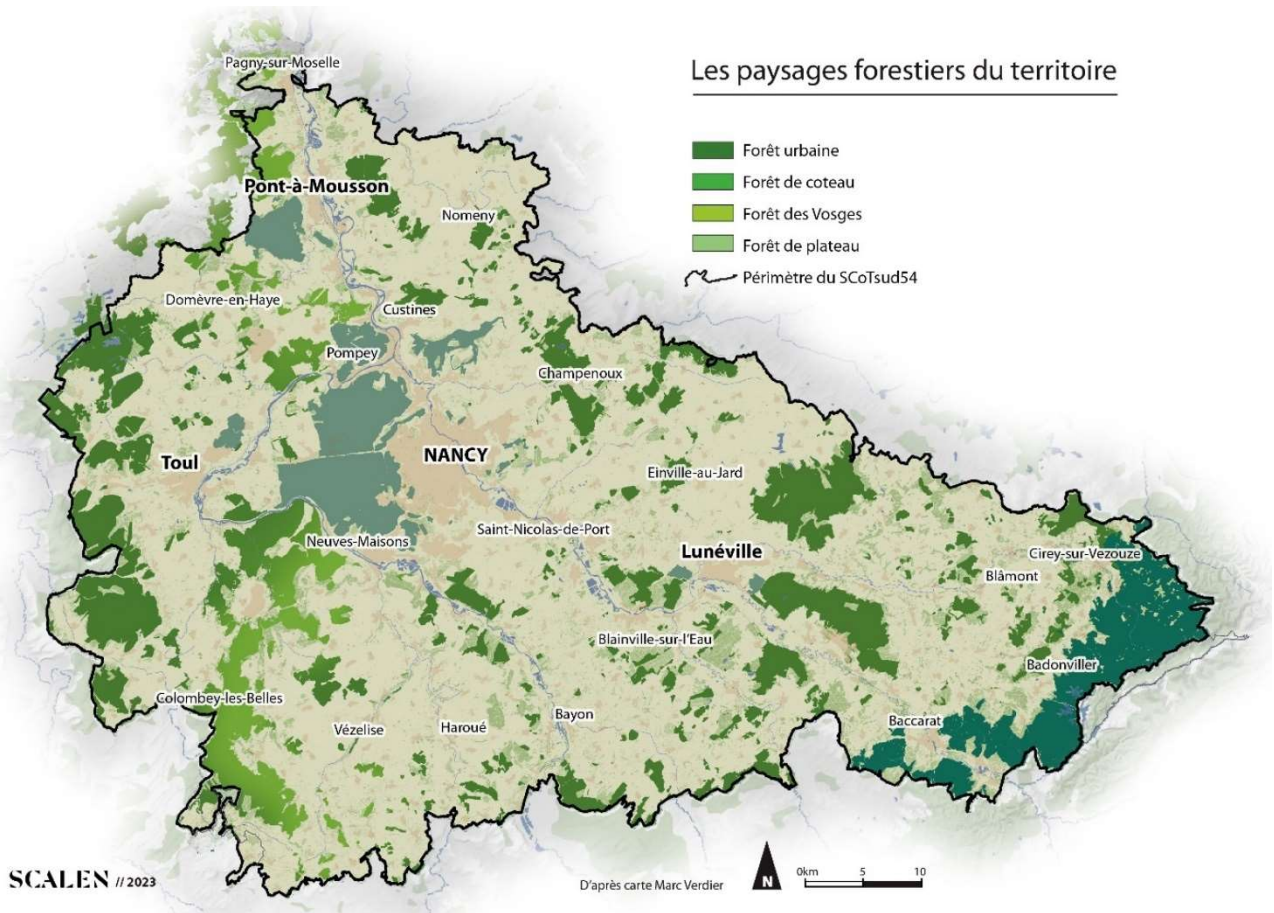 Les paysages forestiers du territoire
Forêt urbaine
Forêt de coteau
Forêt des Vosges
Forêt de plateau
Périmètre du SCoTsud54
Pagny-sur-Moselle
Pont-à-Mousson
Nomeny
Domèvre-en-Haye
Custines
Pompey
Champenoux
Toul
NANCY
Einville-au-Jard
Saint-Nicolas-de-Port
Neuves-Maisons
Lunéville
Cirey-sur-Vezouze
Blâmont
Blainville-sur-l'Eau
Badonviller
Colombey-les-Belles
Vézelise
Haroué
Bayon
Baccarat
SCALEN // 2023
D'après carte Marc Verdier
N
0km 5 10